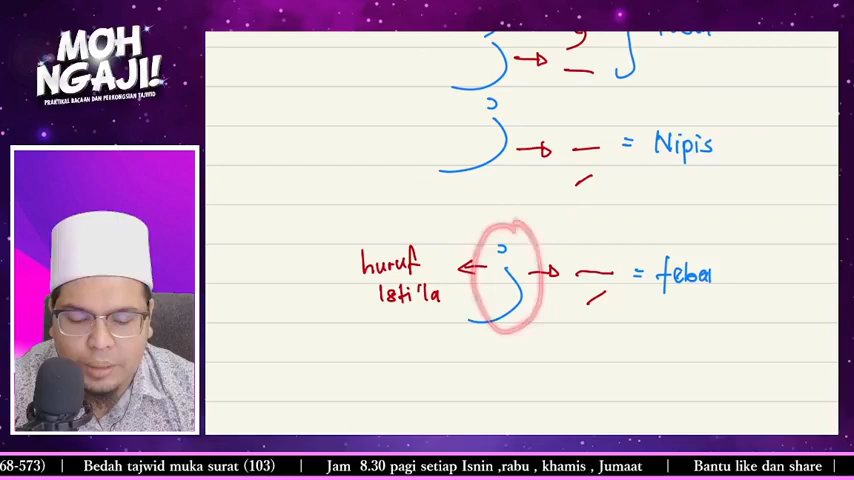 MOH
NGAJI!
PRAKTIKAL BACAAN DAN PERKONGSIAN TAJWID
رْ → = Nipis
huruf ← رْ → = febal
Isti'la
68-573) | Bedah tajwid muka surat (103) | Jam 8.30 pagi setiap Isnin ,rabu , khamis , Jumaat | Bantu like dan share |